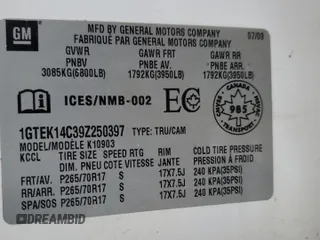 GM
MFD BY GENERAL MOTORS COMPANY
FABRIQUE PAR GENERAL MOTORS COMPANY
07/09
GVWR GAWR FRT GAWR RR
PNBV PNBE AV. PNBE ARR.
3085KG(6800LB) 1792KG(3950LB) 1792KG(3950LB)
ICES/NMB-002
EC
CANADA
985
TRANSPORT
1GTEK14C39Z250397 TYPE: TRU/CAM
MODEL/MODÈLE K10903
KCCL TIRE SIZE SPEED RTG RIM COLD TIRE PRESSURE
DIM. PNEU COTE VITESSE JANTE PRESSION À FROID
FRT/AV. P265/70R17 S 17X7.5J 240 KPA(35PSI)
RR/ARR. P265/70R17 S 17X7.5J 240 KPA(35PSI)
SPA/SOS P265/70R17 S 17X7.5J 240 KPA(35PSI)
DREAMBID